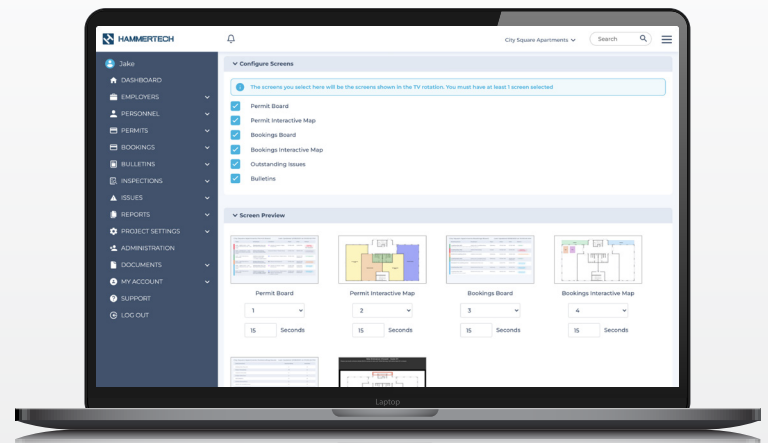 HAMMERTECH
City Square Apartments
Search
Jake
DASHBOARD
EMPLOYERS
PERSONNEL
PERMITS
BOOKINGS
BULLETINS
INSPECTIONS
ISSUES
REPORTS
PROJECT SETTINGS
ADMINISTRATION
DOCUMENTS
MY ACCOUNT
SUPPORT
LOG OUT
Configure Screens
The screens you select here will be the screens shown in the TV rotation. You must have at least 1 screen selected
Permit Board
Permit Interactive Map
Bookings Board
Bookings Interactive Map
Outstanding Issues
Bulletins
Screen Preview
Permit Board
Permit Interactive Map
Bookings Board
Bookings Interactive Map
1
2
3
4
15 Seconds
15 Seconds
15 Seconds
15 Seconds
Laptop